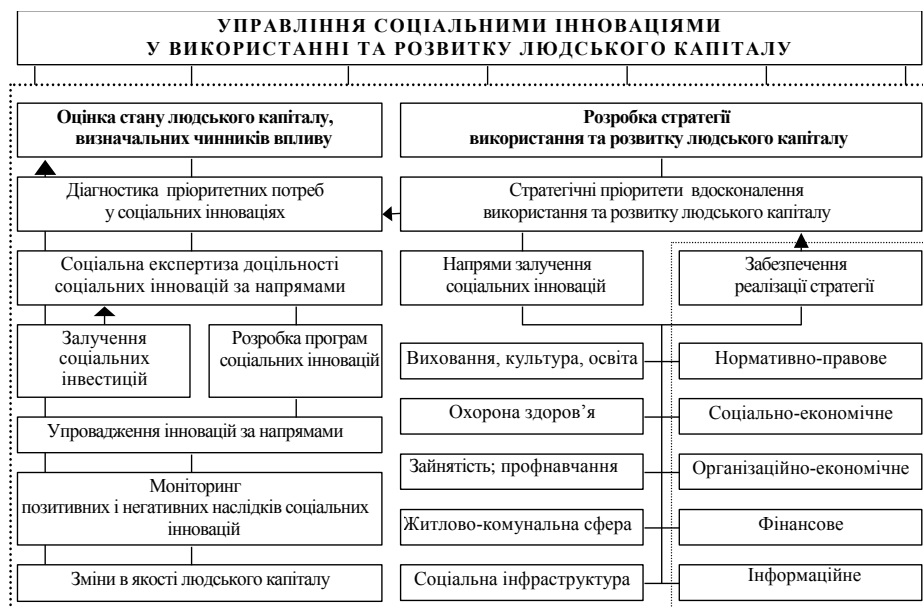 УПРАВЛІННЯ СОЦІАЛЬНИМИ ІННОВАЦІЯМИ
У ВИКОРИСТАННІ ТА РОЗВИТКУ ЛЮДСЬКОГО КАПІТАЛУ
Оцінка стану людського капіталу,
визначальних чинників впливу
Діагностика пріоритетних потреб
у соціальних інноваціях
Соціальна експертиза доцільності
соціальних інновацій за напрямами
Залучення
соціальних
інвестицій
Розробка програм
соціальних інновацій
Упровадження інновацій за напрямами
Моніторинг
позитивних і негативних наслідків соціальних
інновацій
Зміни в якості людського капіталу
Розробка стратегії
використання та розвитку людського капіталу
Стратегічні пріоритети вдосконалення
використання та розвитку людського капіталу
Напрями залучення
соціальних інновацій
Забезпечення
реалізації стратегії
Виховання, культура, освіта
Нормативно-правове
Охорона здоров’я
Соціально-економічне
Зайнятість; профнавчання
Організаційно-економічне
Житлово-комунальна сфера
Фінансове
Соціальна інфраструктура
Інформаційне